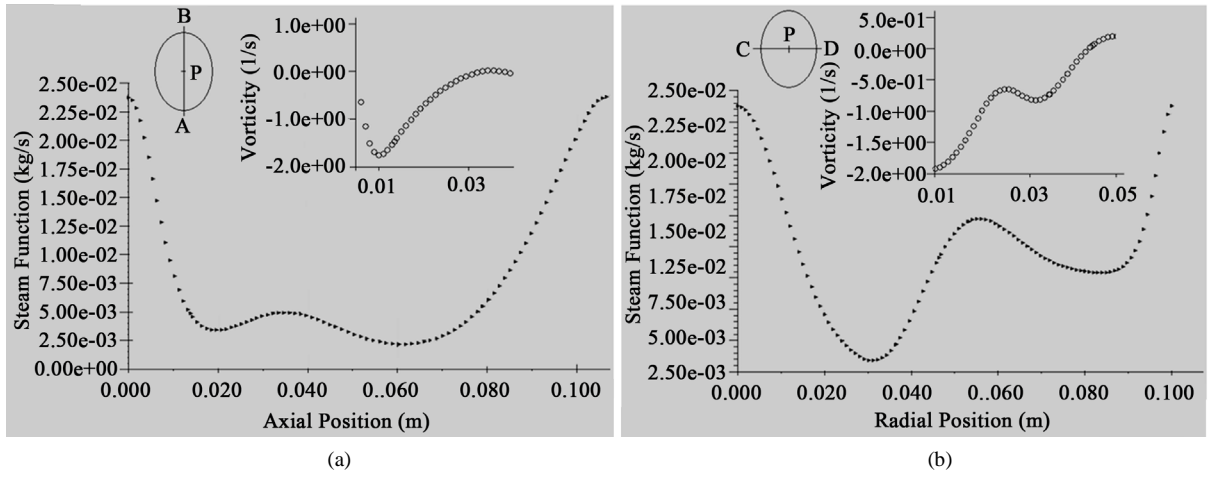 B
P
A
1.0e+00
0.0e+00
-1.0e+00
-2.0e+00
Vorticity (1/s)
0.01
0.03
2.50e-02
2.25e-02
2.00e-02
1.75e-02
1.50e-02
1.25e-02
1.00e-02
7.50e-03
5.00e-03
2.50e-03
0.00e+00
Steam Function (kg/s)
0.000
0.020
0.040
0.060
0.080
0.100
Axial Position (m)
(a)
C
P
D
5.0e-01
0.0e+00
-5.0e-01
-1.0e+00
-1.5e+00
-2.0e+00
Vorticity (1/s)
0.01
0.03
0.05
2.50e-02
2.25e-02
2.00e-02
1.75e-02
1.50e-02
1.25e-02
7.50e-03
5.00e-03
2.50e-03
Steam Function (kg/s)
0.000
0.020
0.040
0..060
0.080
0.100
Radial Position (m)
(b)